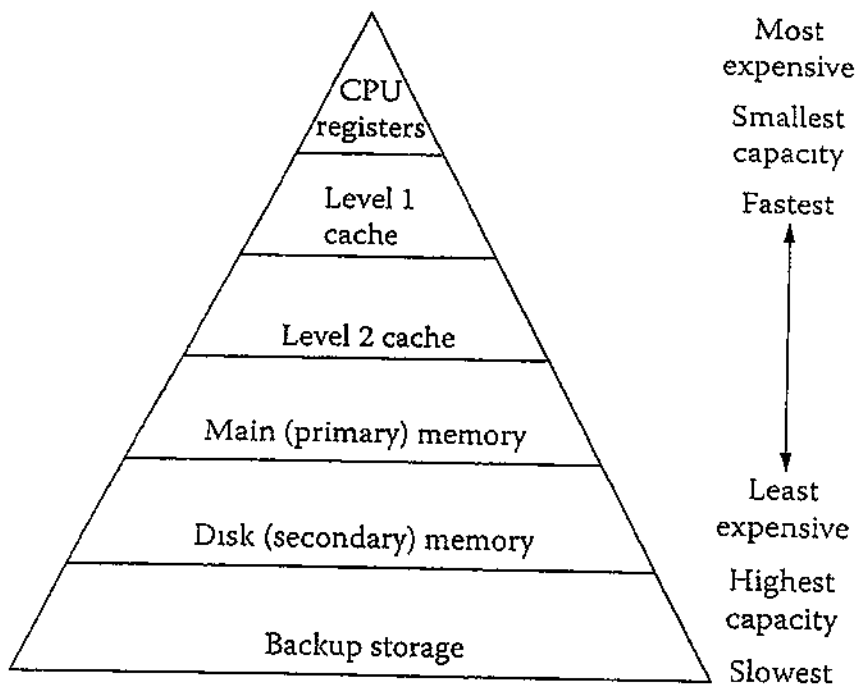 CPU
registers
Level 1
cache
Level 2 cache
Main (primary) memory
Disk (secondary) memory
Backup storage
Most
expensive
Smallest
capacity
Fastest
Least
expensive
Highest
capacity
Slowest